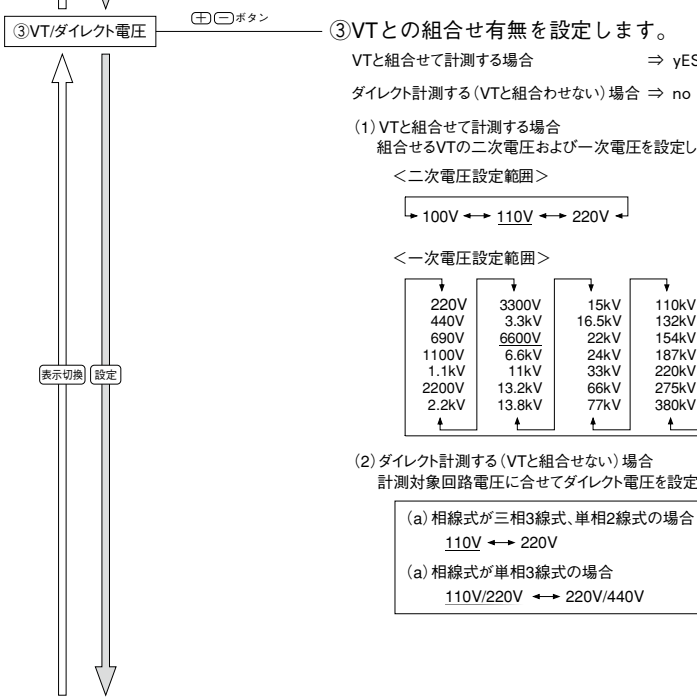 ③VT/ダイレクト電圧
＋ － ボタン
③VTとの組合せ有無を設定します。
VTと組合せて計測する場合 ⇒ yES
ダイレクト計測する(VTと組合わせない)場合 ⇒ no
(1)VTと組合せて計測する場合
組合せるVTの二次電圧および一次電圧を設定し
＜二次電圧設定範囲＞
100V ↔ 110V ↔ 220V
＜一次電圧設定範囲＞
220V 3300V 15kV 110kV
440V 3.3kV 16.5kV 132kV
690V 6600V 22kV 154kV
1100V 6.6kV 24kV 187kV
1.1kV 11kV 33kV 220kV
2200V 13.2kV 66kV 275kV
2.2kV 13.8kV 77kV 380kV
表示切換 設定
(2)ダイレクト計測する(VTと組合せない)場合
計測対象回路電圧に合せてダイレクト電圧を設定
(a)相線式が三相3線式、単相2線式の場合
110V ↔ 220V
(a)相線式が単相3線式の場合
110V/220V ↔ 220V/440V